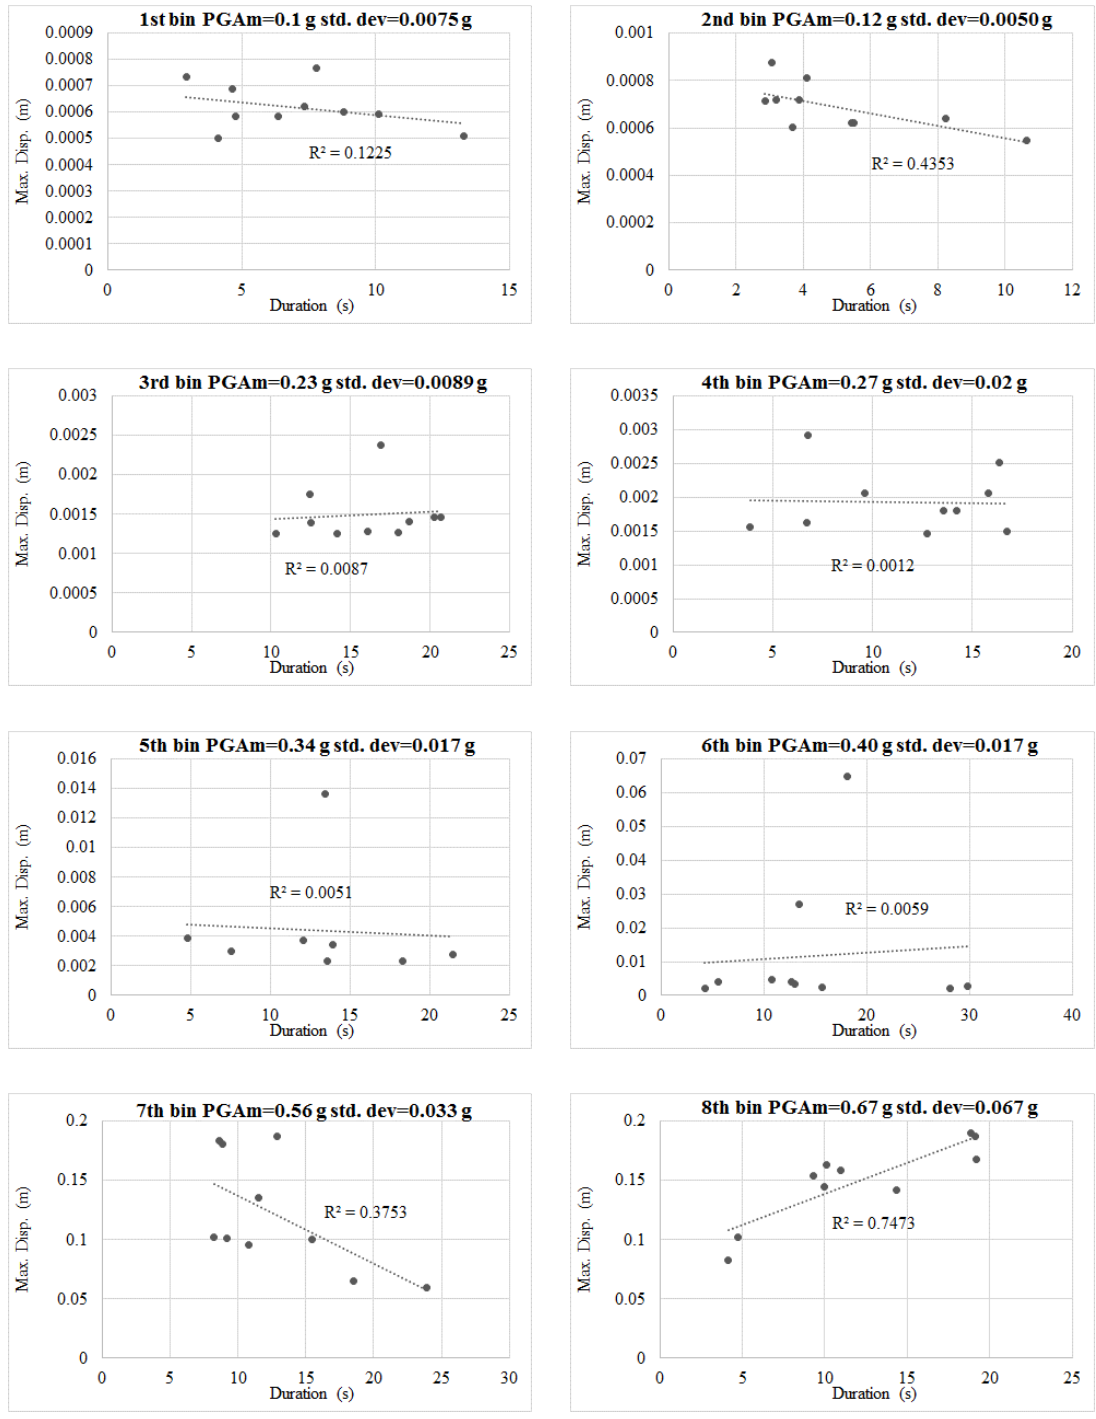 1st bin PGAm=0.1 g std. dev=0.0075 g
0.0009
0.0008
0.0007
0.0006
0.0005
0.0004
0.0003
0.0002
0.0001
0
Max. Disp. (m)
R² = 0.1225
0 5 10 15
Duration (s)
2nd bin PGAm=0.12 g std. dev=0.0050 g
0.001
0.0008
0.0006
0.0004
0.0002
0
Max. Disp. (m)
R² = 0.4353
0 2 4 6 8 10 12
Duration (s)
3rd bin PGAm=0.23 g std. dev=0.0089 g
0.003
0.0025
0.002
0.0015
0.001
0.0005
0
Max. Disp. (m)
R² = 0.0087
0 5 10 15 20 25
Duration (s)
4th bin PGAm=0.27 g std. dev=0.02 g
0.0035
0.003
0.0025
0.002
0.0015
0.001
0.0005
0
Max. Disp. (m)
R² = 0.0012
0 5 10 15 20
Duration (s)
5th bin PGAm=0.34 g std. dev=0.017 g
0.016
0.014
0.012
0.01
0.008
0.006
0.004
0.002
0
Max. Disp. (m)
R² = 0.0051
0 5 10 15 20 25
Duration (s)
6th bin PGAm=0.40 g std. dev=0.017 g
0.07
0.06
0.05
0.04
0.03
0.02
0.01
0
Max. Disp. (m)
R² = 0.0059
0 10 20 30 40
Duration (s)
7th bin PGAm=0.56 g std. dev=0.033 g
0.2
0.15
0.1
0.05
0
Max. Disp. (m)
R² = 0.3753
0 5 10 15 20 25 30
Duration (s)
8th bin PGAm=0.67 g std. dev=0.067 g
0.2
0.15
0.1
0.05
0
Max. Disp. (m)
R² = 0.7473
0 5 10 15 20 25
Duration (s)